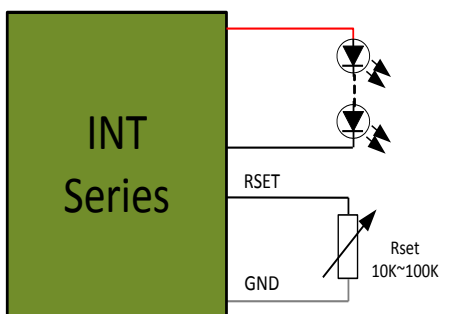 INT
Series
RSET
Rset
10K~100K
GND